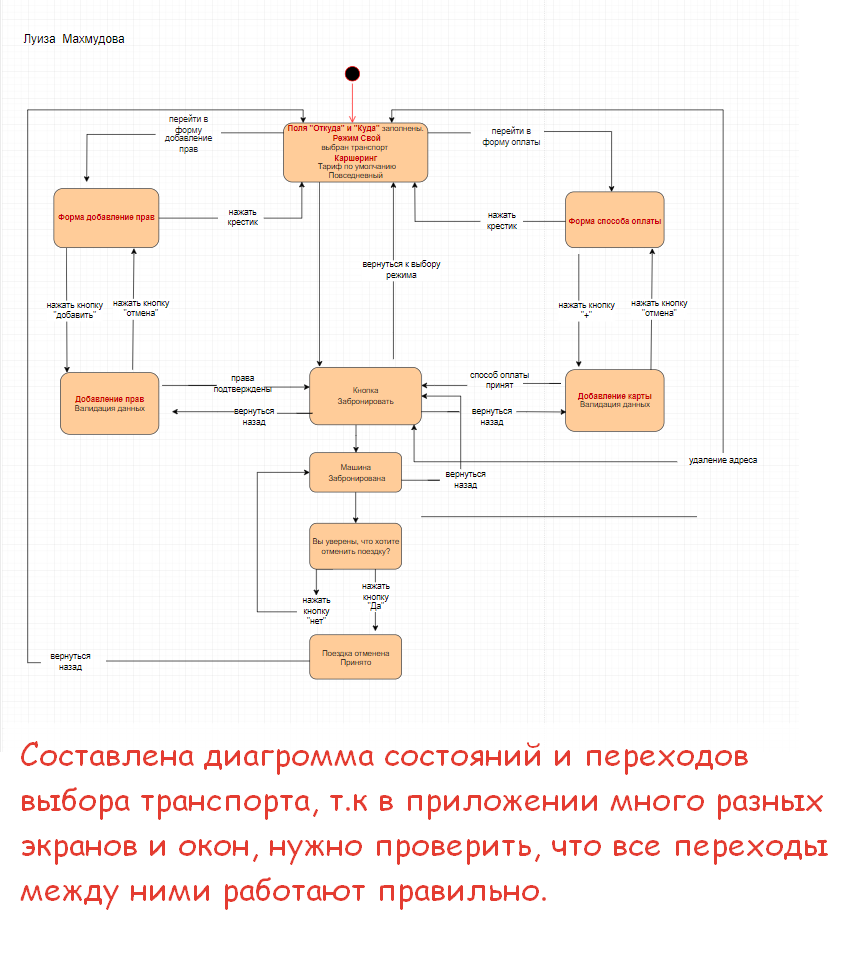 Луиза Махмудова
перейти в
форму
добавление
прав
Поля "Откуда" и "Куда" заполнены.
Режим Свой
выбран транспорт
Каршеринг
Тариф по умолчанию
Повседневный
перейти в
форму оплаты
Форма добавление прав
нажать
крестик
нажать
крестик
Форма способа оплаты
вернуться к выбору
режима
нажать кнопку
"добавить"
нажать кнопку
"отмена"
нажать кнопку
"+"
нажать кнопку
"отмена"
Добавление прав
Валидация данных
права
подтверждены
вернуться
назад
Кнопка
Забронировать
способ оплаты
принят
вернуться
назад
Добавление карты
Валидация данных
Машина
Забронирована
вернуться
назад
удаление адреса
Вы уверены, что хотите
отменить поездку?
нажать
кнопку
"нет"
нажать
кнопку
"Да"
Поездка отменена
Принято
вернуться
назад
Составлена диагромма состояний и переходов
выбора транспорта, т.к в приложении много разных
экранов и окон, нужно проверить, что все переходы
между ними работают правильно.